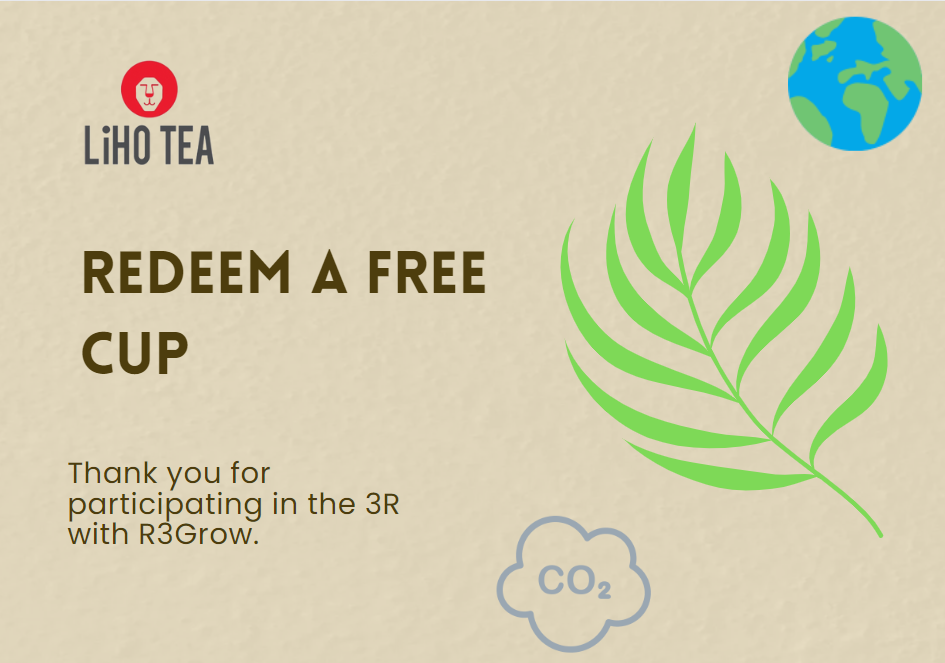 LiHO TEA
REDEEM A FREE
CUP
Thank you for
participating in the 3R
with R3Grow.
CO₂